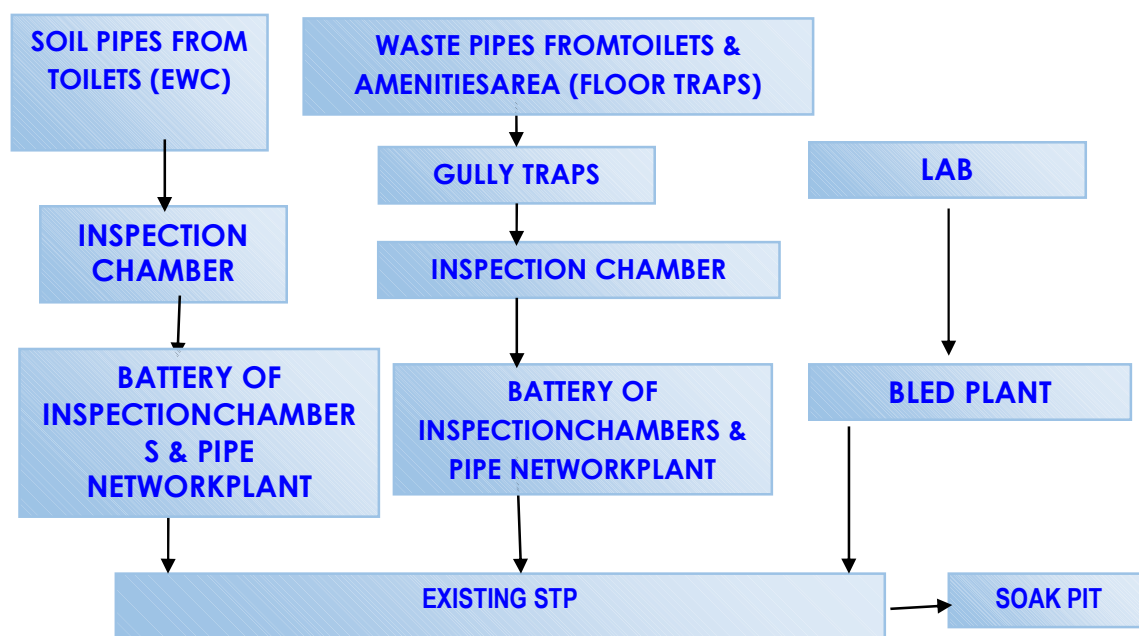 SOIL PIPES FROM
TOILETS (EWC)
WASTE PIPES FROMTOILETS &
AMENITIESAREA (FLOOR TRAPS)
GULLY TRAPS
LAB
INSPECTION
CHAMBER
INSPECTION CHAMBER
BATTERY OF
INSPECTIONCHAMBER
S & PIPE
NETWORKPLANT
BATTERY OF
INSPECTIONCHAMBERS &
PIPE NETWORKPLANT
BLED PLANT
EXISTING STP
SOAK PIT